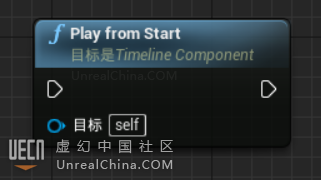 f Play from Start
目标是Timeline Component
UnrealChina.COM
目标 self
UECN 虚幻中国社区
UnrealChina.COM